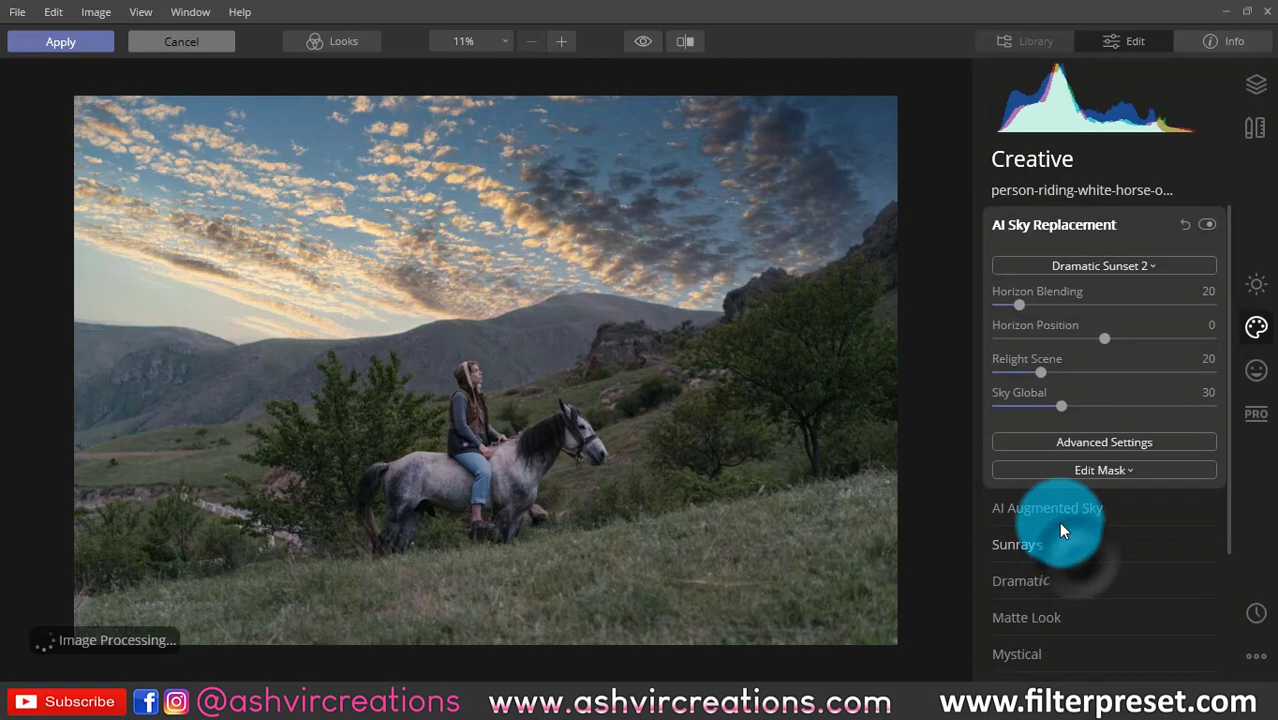 File Edit Image View Window Help
Apply Cancel Looks 11% Library Edit Info
Creative
person-riding-white-horse-o...
AI Sky Replacement
Dramatic Sunset 2
Horizon Blending 20
Horizon Position 0
Relight Scene 20
Sky Global 30
Advanced Settings
Edit Mask
PRO
AI Augmented Sky
Sunrays
Dramatic
Matte Look
Mystical
Image Processing...
Subscribe @ashvircreations www.ashvircreations.com www.filterpreset.com